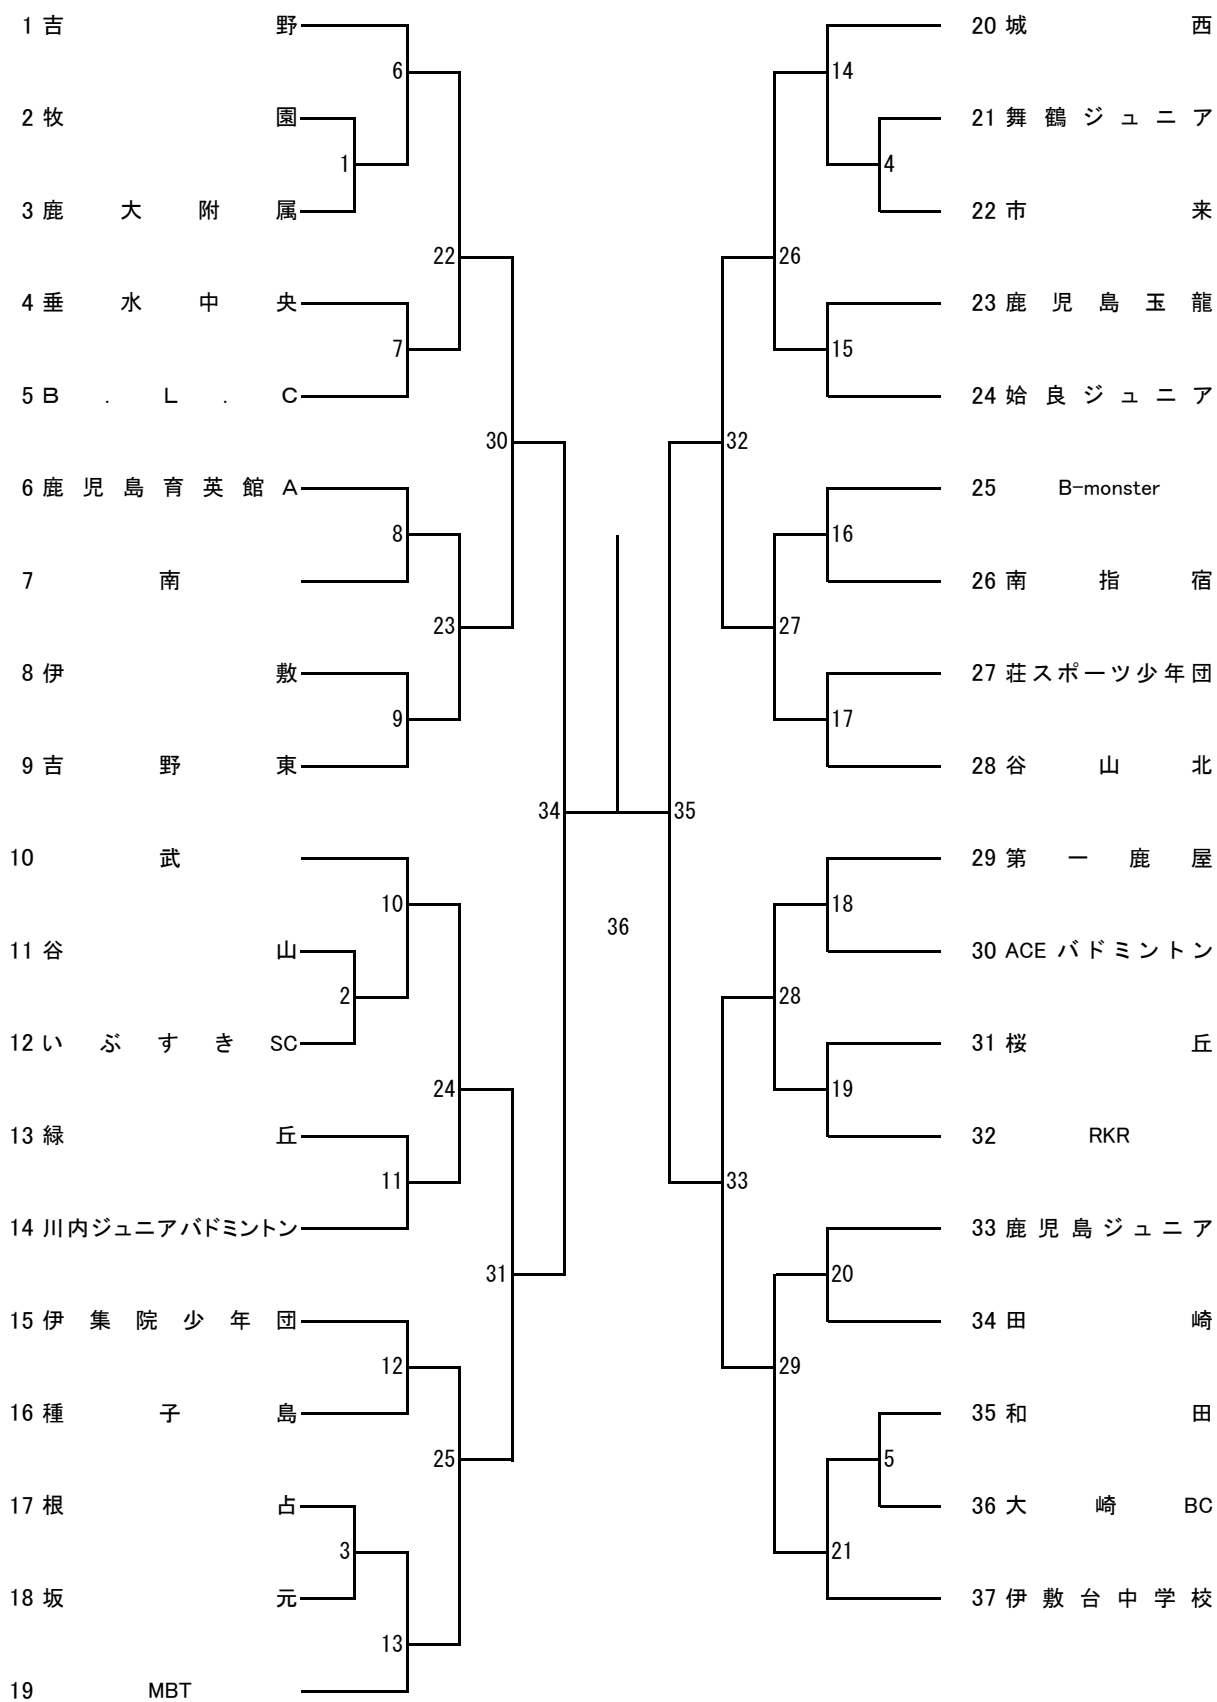 1 吉野
6
2 牧園
1
3 鹿大附属
22
4 垂水中央
7
5 B.L.C
30
6 鹿児島育英館A
8
7 南
23
8 伊敷
9
9 吉野東
34
10 武
10
11 谷山
2
12 いぶすきSC
24
13 緑丘
11
14 川内ジュニアバドミントン
31
15 伊集院少年団
12
16 種子島
25
17 根占
3
18 坂元
13
19 MBT
36
20 城西
14
21 舞鶴ジュニア
4
22 市来
26
23 鹿児島玉龍
15
24 姶良ジュニア
32
25 B-monster
16
26 南指宿
27
27 荘スポーツ少年団
17
28 谷山北
35
29 第一鹿屋
18
30 ACEバドミントン
28
31 桜丘
19
32 RKR
33
33 鹿児島ジュニア
20
34 田崎
29
35 和田
5
36 大崎BC
21
37 伊敷台中学校